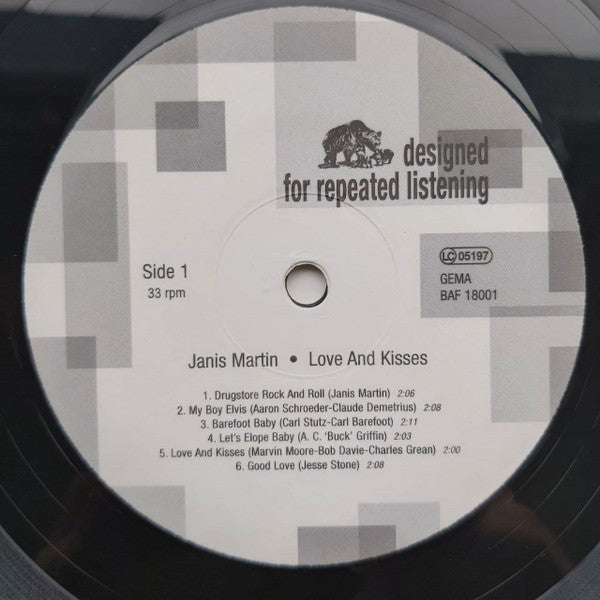 designed
for repeated listening
LC 05197
GEMA
BAF 18001
Side 1
33 rpm
Janis Martin • Love And Kisses
1. Drugstore Rock And Roll (Janis Martin) 2:06
2. My Boy Elvis (Aaron Schroeder-Claude Demetrius) 2:08
3. Barefoot Baby (Carl Stutz-Carl Barefoot) 2:11
4. Let's Elope Baby (A. C. 'Buck' Griffin) 2:03
5. Love And Kisses (Marvin Moore-Bob Davie-Charles Grean) 2:00
6. Good Love (Jesse Stone) 2:08